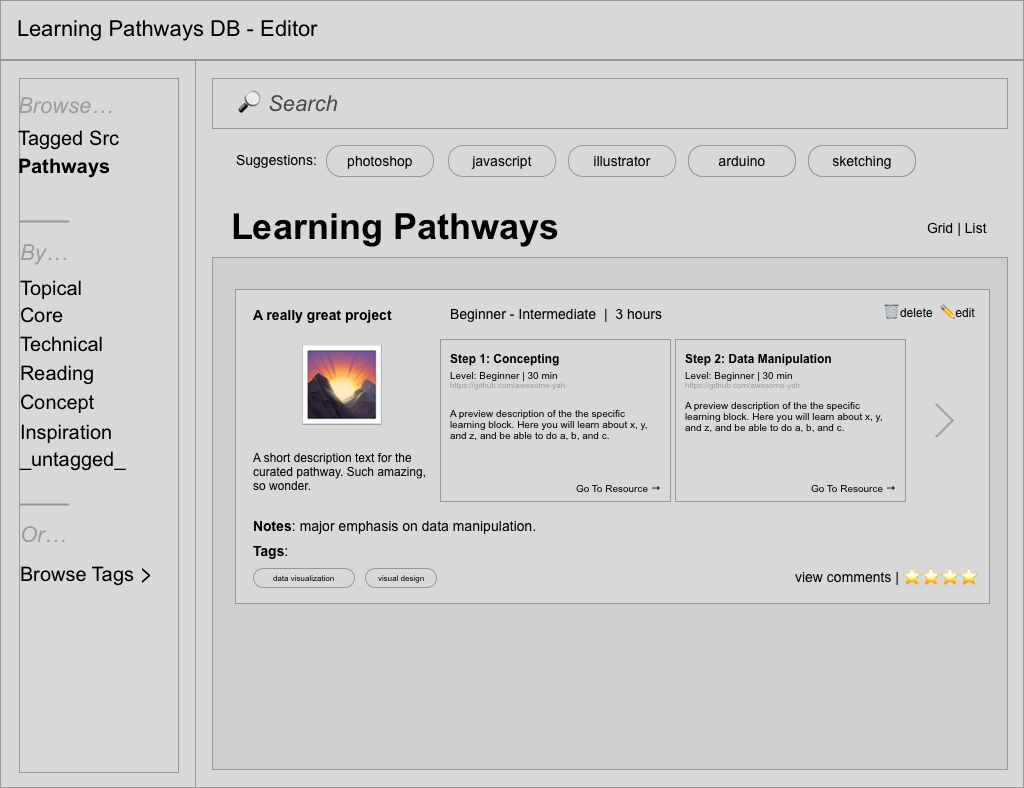 Learning Pathways DB - Editor
Browse...
Tagged Src
Pathways
By...
Topical
Core
Technical
Reading
Concept
Inspiration
_untagged_
Or...
Browse Tags >
Search
Suggestions: photoshop javascript illustrator arduino sketching
Learning Pathways
Grid | List
A really great project
Beginner - Intermediate | 3 hours
delete edit
A short description text for the
curated pathway. Such amazing,
so wonder.
Step 1: Concepting
Level: Beginner | 30 min
https://github.com/awesome-yah
A preview description of the the specific
learning block. Here you will learn about x, y,
and z, and be able to do a, b, and c.
Go To Resource →
Step 2: Data Manipulation
Level: Beginner | 30 min
https://github.com/awesome-yah
A preview description of the the specific
learning block. Here you will learn about x, y,
and z, and be able to do a, b, and c.
Go To Resource →
Notes: major emphasis on data manipulation.
Tags:
data visualization visual design
view comments |